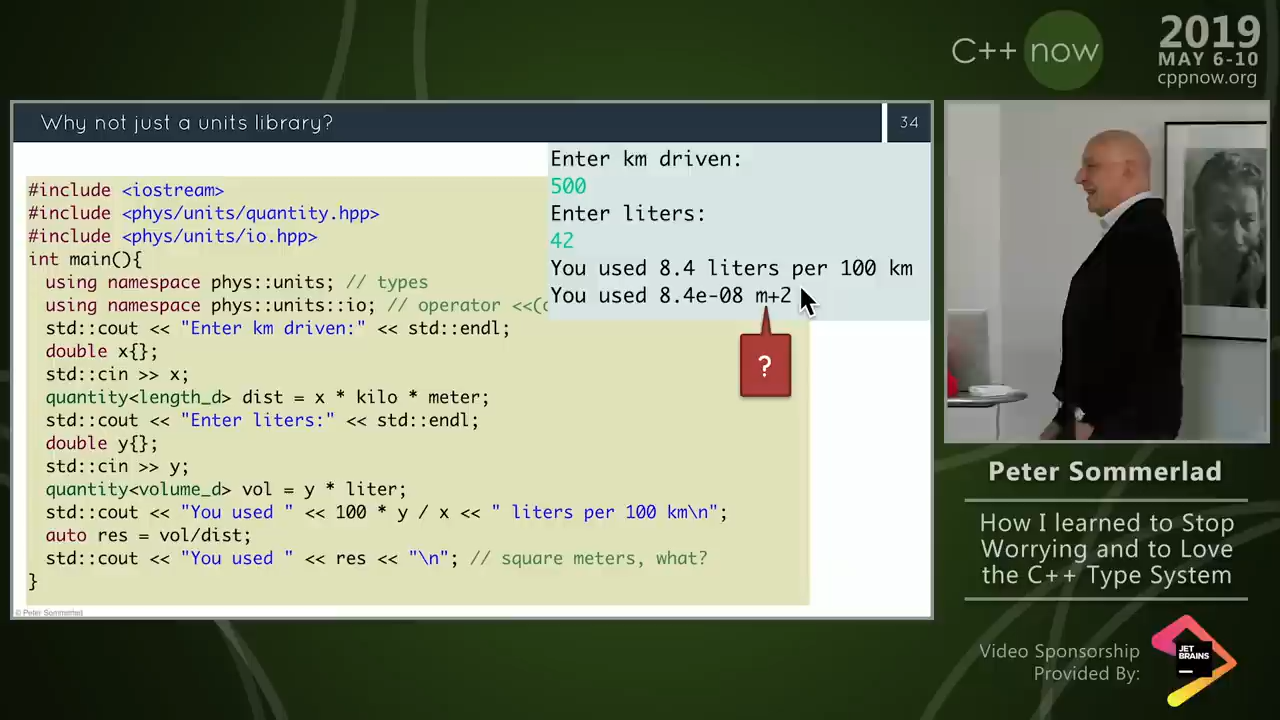 C++ now
2019
MAY 6-10
cppnow.org
Why not just a units library?
34
#include <iostream>
#include <phys/units/quantity.hpp>
#include <phys/units/io.hpp>
int main(){
using namespace phys::units; // types
using namespace phys::units::io; // operator <<(
std::cout << "Enter km driven:" << std::endl;
double x{};
std::cin >> x;
quantity<length_d> dist = x * kilo * meter;
std::cout << "Enter liters:" << std::endl;
double y{};
std::cin >> y;
quantity<volume_d> vol = y * liter;
std::cout << "You used " << 100 * y / x << " liters per 100 km\n";
auto res = vol/dist;
std::cout << "You used " << res << "\n"; // square meters, what?
}
Enter km driven:
500
Enter liters:
42
You used 8.4 liters per 100 km
You used 8.4e-08 m+2
?
© Peter Sommerlad
Peter Sommerlad
How I learned to Stop
Worrying and to Love
the C++ Type System
Video Sponsorship
Provided By:
JET
BRAINS